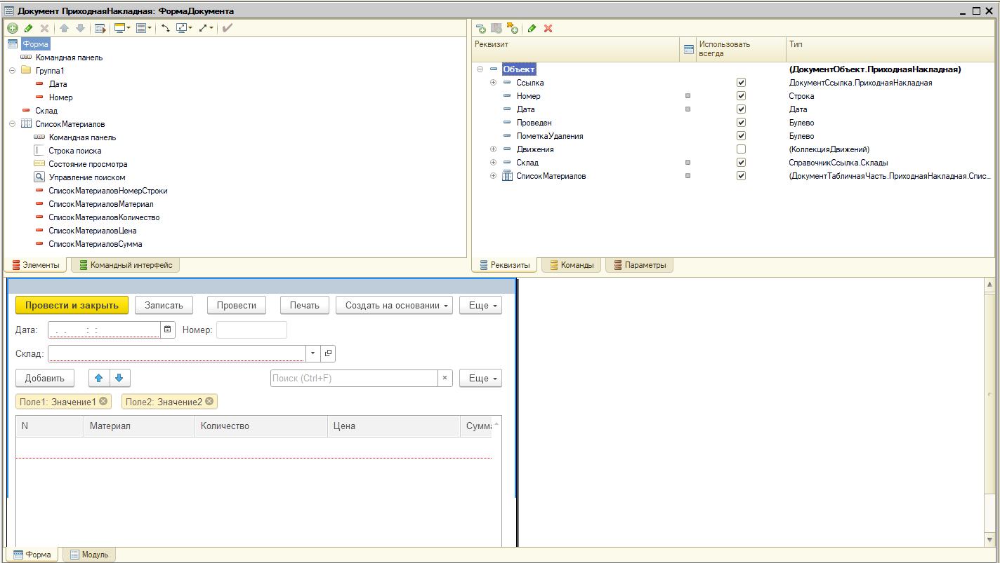 Документ ПриходнаяНакладная: ФормаДокумента
Форма
Командная панель
Группа1
Дата
Номер
Склад
СписокМатериалов
Командная панель
Строка поиска
Состояние просмотра
Управление поиском
СписокМатериаловНомерСтроки
СписокМатериаловМатериал
СписокМатериаловКоличество
СписокМатериаловЦена
СписокМатериаловСумма
Элементы Командный интерфейс
Реквизит Использовать всегда Тип
Объект (ДокументОбъект.ПриходнаяНакладная)
Ссылка ДокументСсылка.ПриходнаяНакладная
Номер Строка
Дата Дата
Проведен Булево
ПометкаУдаления Булево
Движения (КоллекцияДвижений)
Склад СправочникСсылка.Склады
СписокМатериалов (ДокументТабличнаяЧасть.ПриходнаяНакладная.Спис...
Реквизиты Команды Параметры
Провести и закрыть Записать Провести Печать Создать на основании Еще
Дата: . . : : Номер:
Склад:
Добавить Поиск (Ctrl+F) × Еще
Поле1: Значение1 Поле2: Значение2
N Материал Количество Цена Сумма
Форма Модуль